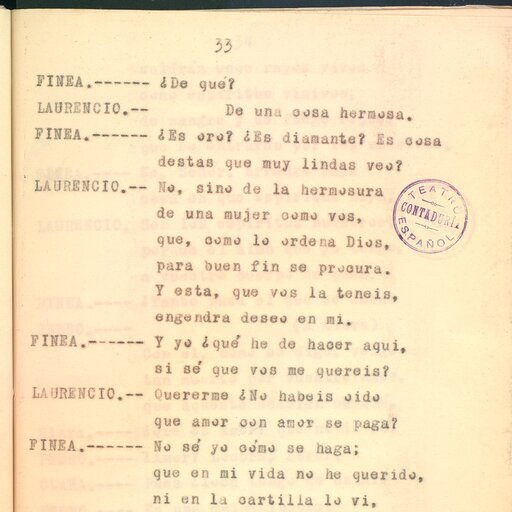 33
FINEA.------ ¿De qué?
LAURENCIO.-- De una cosa hermosa.
FINEA.------ ¿Es oro? ¿Es diamante? Es cosa
destas que muy lindas veo?
LAURENCIO.-- No, sino de la hermosura
de una mujer como vos,
que, como lo ordena Dios,
para buen fin se procura.
Y esta, que vos la teneis,
engendra deseo en mi.
FINEA.------ Y yo ¿qué he de hacer aqui,
si sé que vos me quereis?
LAURENCIO.-- Quererme ¿No habeis oido
que amor con amor se paga?
FINEA.------ No sé yo cómo se haga;
que en mi vida no he querido,
ni en la cartilla lo vi,
TEATRO
CONTADURÍA
ESPAÑOL